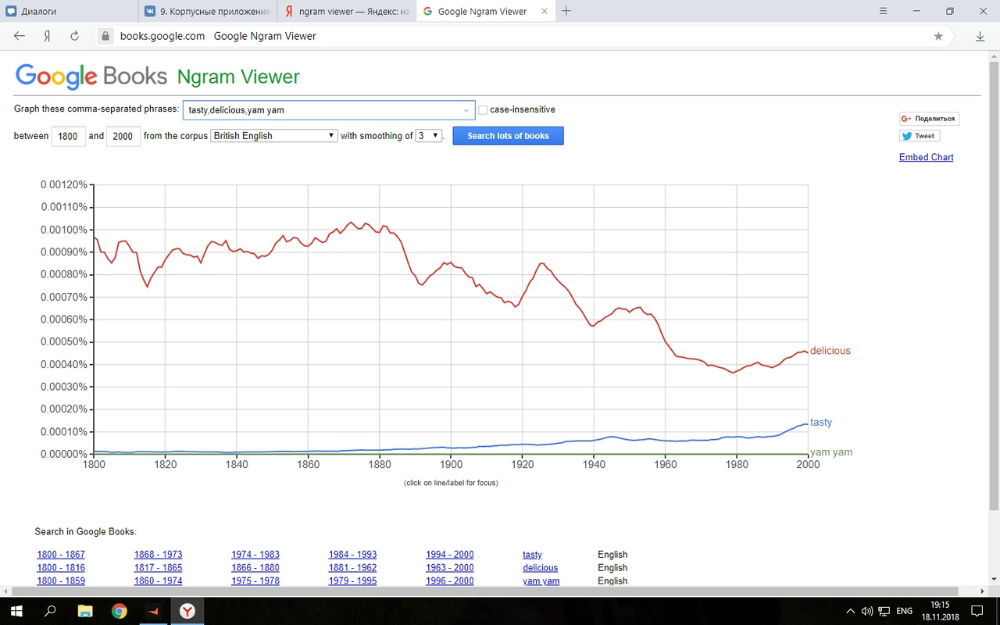 Диалоги
9. Корпусные приложения
ngram viewer — Яндекс: на
Google Ngram Viewer
books.google.com Google Ngram Viewer
Google Books Ngram Viewer
Graph these comma-separated phrases: tasty,delicious,yam yam case-insensitive
between 1800 and 2000 from the corpus British English with smoothing of 3 . Search lots of books
Поделиться
Tweet
Embed Chart
0.00120%
0.00110%
0.00100%
0.00090%
0.00080%
0.00070%
0.00060%
0.00050%
0.00040%
0.00030%
0.00020%
0.00010%
0.00000%
delicious
tasty
yam yam
1800 1820 1840 1860 1880 1900 1920 1940 1960 1980 2000
(click on line/label for focus)
Search in Google Books:
1800 - 1867 1868 - 1973 1974 - 1983 1984 - 1993 1994 - 2000 tasty English
1800 - 1816 1817 - 1865 1866 - 1880 1881 - 1962 1963 - 2000 delicious English
1800 - 1859 1860 - 1974 1975 - 1978 1979 - 1995 1996 - 2000 yam yam English
ENG
19:15
18.11.2018